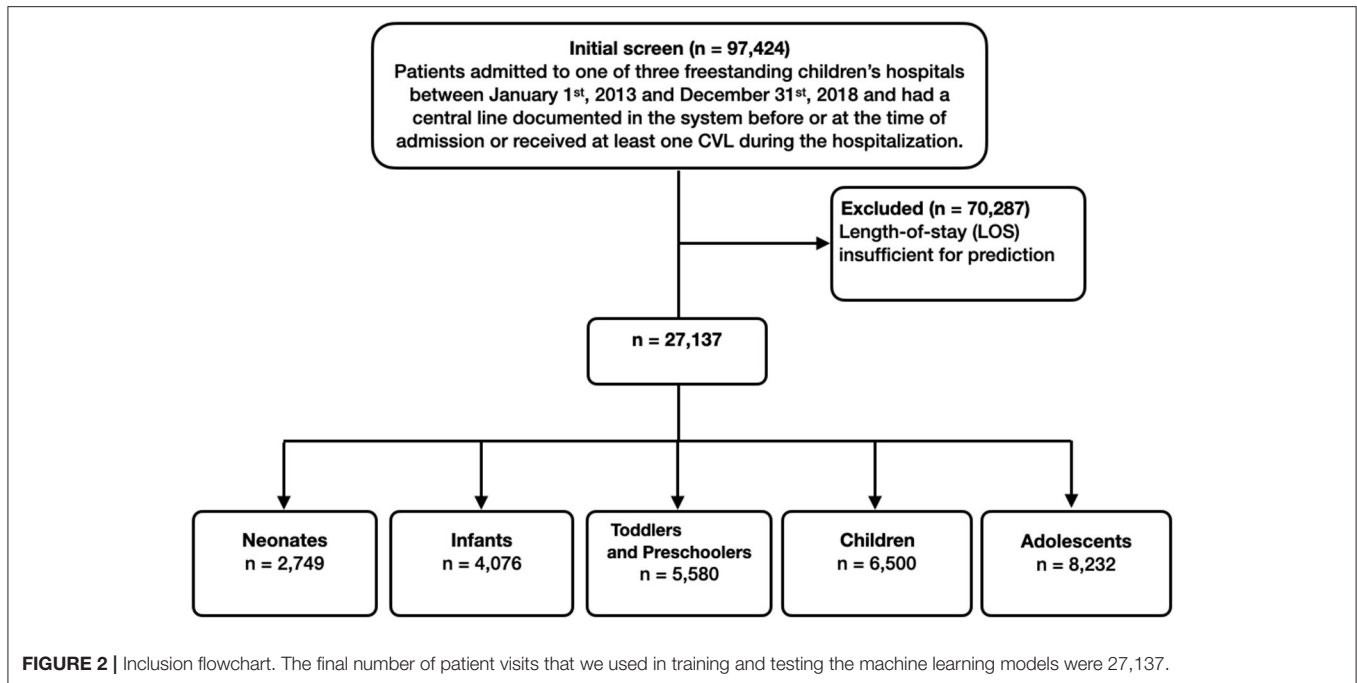 Initial screen (n = 97,424)
Patients admitted to one of three freestanding children's hospitals
between January 1st, 2013 and December 31st, 2018 and had a
central line documented in the system before or at the time of
admission or received at least one CVL during the hospitalization.
Excluded (n = 70,287)
Length-of-stay (LOS)
insufficient for prediction
n = 27,137
Neonates
n = 2,749
Infants
n = 4,076
Toddlers
and Preschoolers
n = 5,580
Children
n = 6,500
Adolescents
n = 8,232
FIGURE 2 | Inclusion flowchart. The final number of patient visits that we used in training and testing the machine learning models were 27,137.